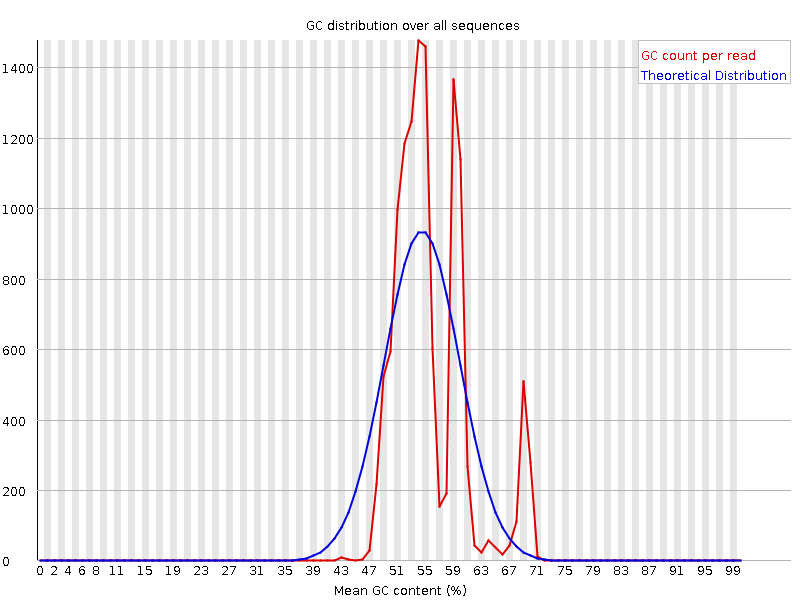 GC distribution over all sequences
GC count per read
Theoretical Distribution
1400
1200
1000
800
600
400
200
0
0 2 4 6 8 11 15 19 23 27 31 35 39 43 47 51 55 59 63 67 71 75 79 83 87 91 95 99
Mean GC content (%)